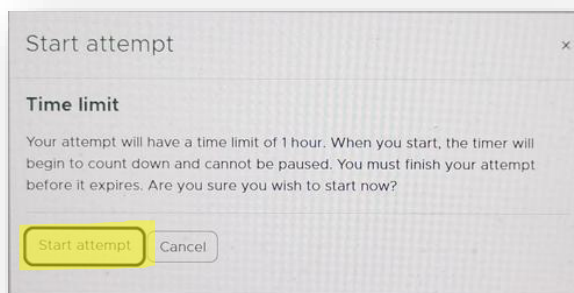 Start attempt
×
Time limit
Your attempt will have a time limit of 1 hour. When you start, the timer will
begin to count down and cannot be paused. You must finish your attempt
before it expires. Are you sure you wish to start now?
Start attempt Cancel